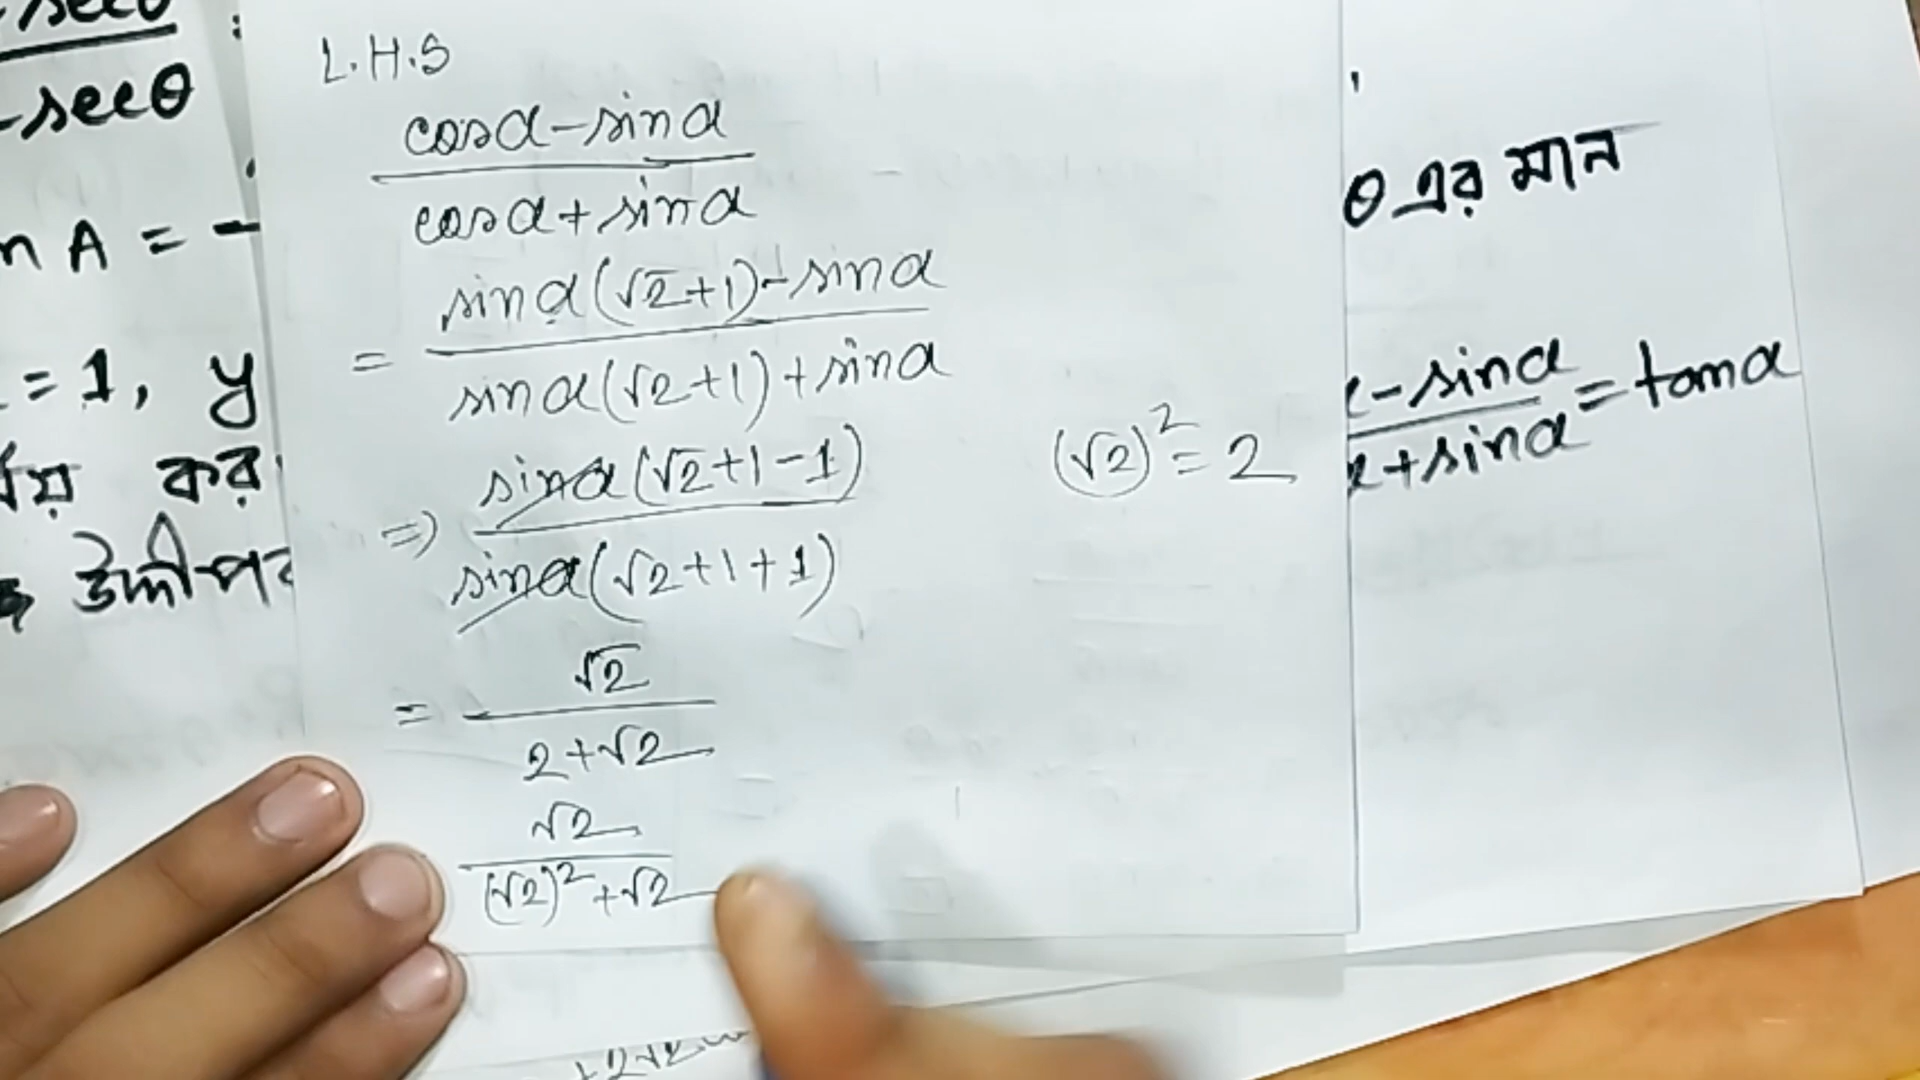 secθ
-secθ
A = -
= 1, y
করা
L.H.S
cosα-sinα
cosα+sinα
= sinα(√2+1)-sinα
sinα(√2+1)+sinα
⇒ sinα(√2+1-1)
sinα(√2+1+1)
= √2
2+√2
√2
(√2)²+√2
(√2)² = 2
θ এর মান
-sinα = tanα
+sinα